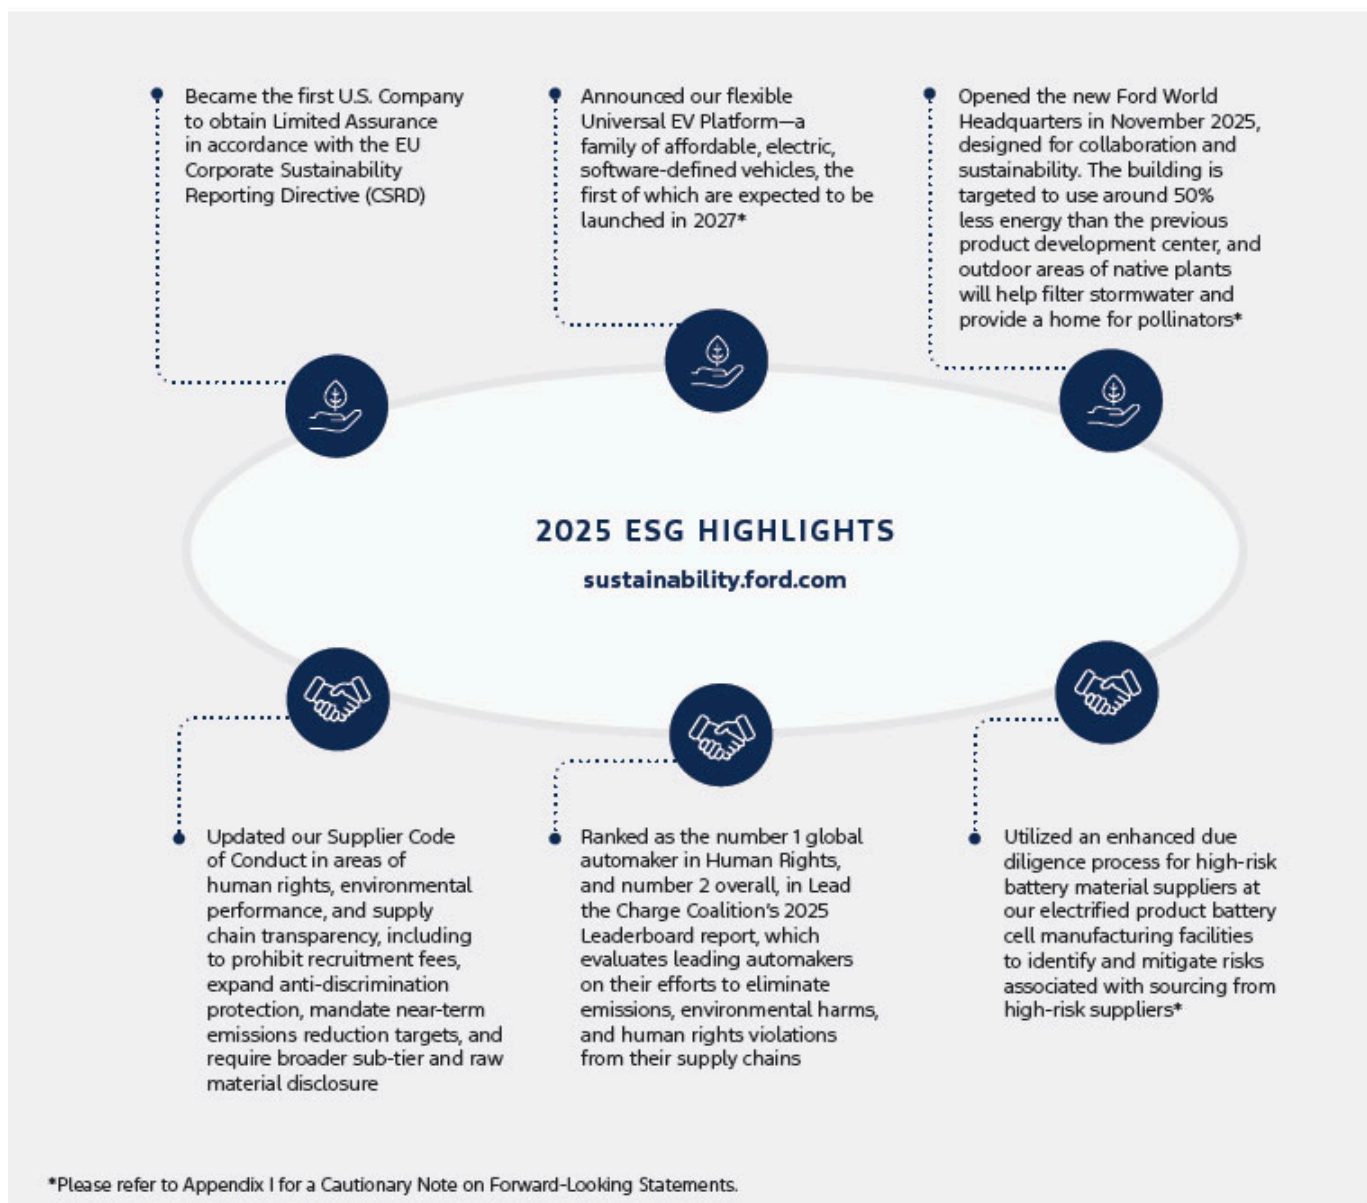 Became the first U.S. Company
to obtain Limited Assurance
in accordance with the EU
Corporate Sustainability
Reporting Directive (CSRD)
Announced our flexible
Universal EV Platform—a
family of affordable, electric,
software-defined vehicles, the
first of which are expected to be
launched in 2027*
Opened the new Ford World
Headquarters in November 2025,
designed for collaboration and
sustainability. The building is
targeted to use around 50%
less energy than the previous
product development center, and
outdoor areas of native plants
will help filter stormwater and
provide a home for pollinators*
2025 ESG HIGHLIGHTS
sustainability.ford.com
Updated our Supplier Code
of Conduct in areas of
human rights, environmental
performance, and supply
chain transparency, including
to prohibit recruitment fees,
expand anti-discrimination
protection, mandate near-term
emissions reduction targets, and
require broader sub-tier and raw
material disclosure
Ranked as the number 1 global
automaker in Human Rights,
and number 2 overall, in Lead
the Charge Coalition's 2025
Leaderboard report, which
evaluates leading automakers
on their efforts to eliminate
emissions, environmental harms,
and human rights violations
from their supply chains
Utilized an enhanced due
diligence process for high-risk
battery material suppliers at
our electrified product battery
cell manufacturing facilities
to identify and mitigate risks
associated with sourcing from
high-risk suppliers*
*Please refer to Appendix I for a Cautionary Note on Forward-Looking Statements.